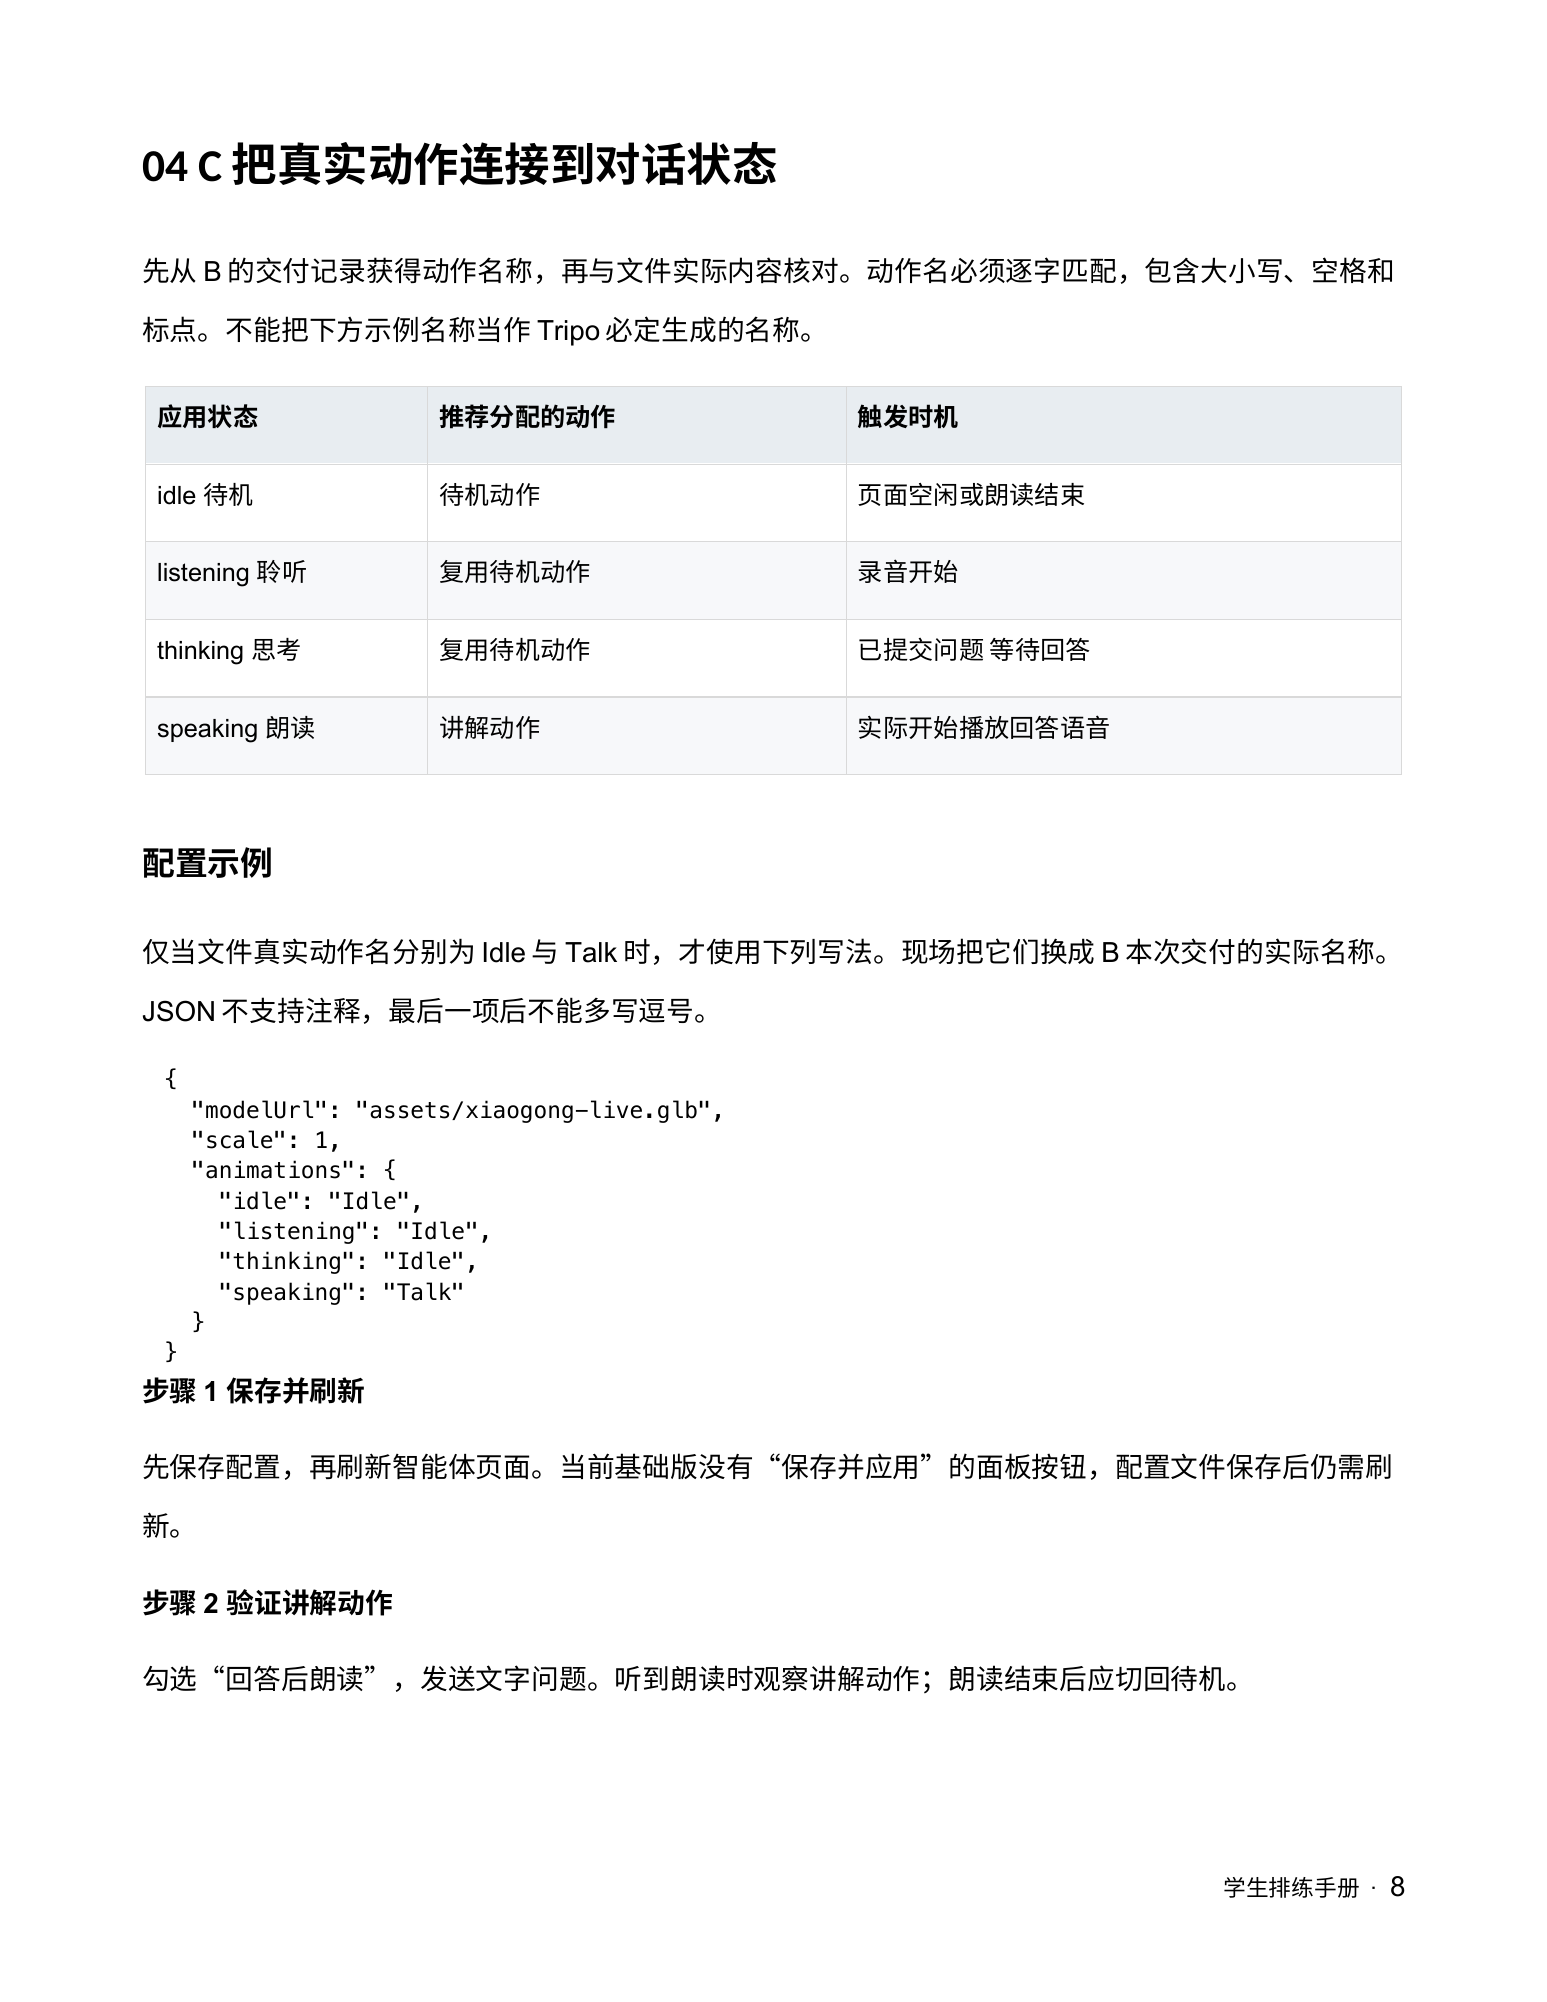 04 C 把真实动作连接到对话状态
先从 B 的交付记录获得动作名称，再与文件实际内容核对。动作名必须逐字匹配，包含大小写、空格和
标点。不能把下方示例名称当作 Tripo 必定生成的名称。
应用状态 推荐分配的动作 触发时机
idle 待机 待机动作 页面空闲或朗读结束
listening 聆听 复用待机动作 录音开始
thinking 思考 复用待机动作 已提交问题 等待回答
speaking 朗读 讲解动作 实际开始播放回答语音
配置示例
仅当文件真实动作名分别为 Idle 与 Talk 时，才使用下列写法。现场把它们换成 B 本次交付的实际名称。
JSON 不支持注释，最后一项后不能多写逗号。
{
  "modelUrl": "assets/xiaogong-live.glb",
  "scale": 1,
  "animations": {
    "idle": "Idle",
    "listening": "Idle",
    "thinking": "Idle",
    "speaking": "Talk"
  }
}
步骤 1 保存并刷新
先保存配置，再刷新智能体页面。当前基础版没有“保存并应用”的面板按钮，配置文件保存后仍需刷
新。
步骤 2 验证讲解动作
勾选“回答后朗读”，发送文字问题。听到朗读时观察讲解动作；朗读结束后应切回待机。
学生排练手册 · 8